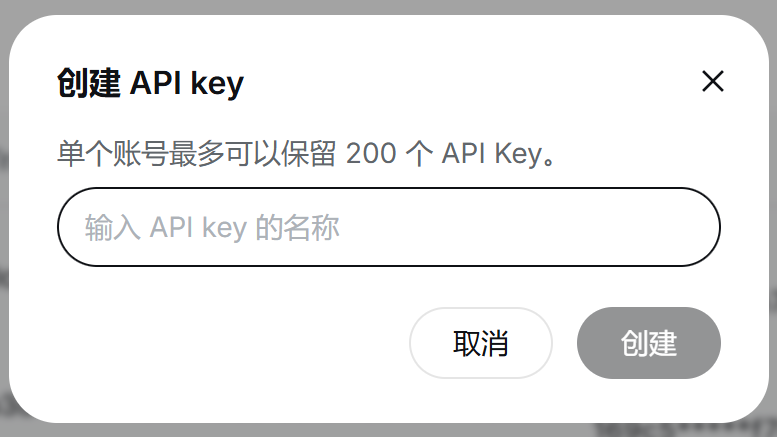 创建 API key
单个账号最多可以保留 200 个 API Key。
输入 API key 的名称
取消
创建